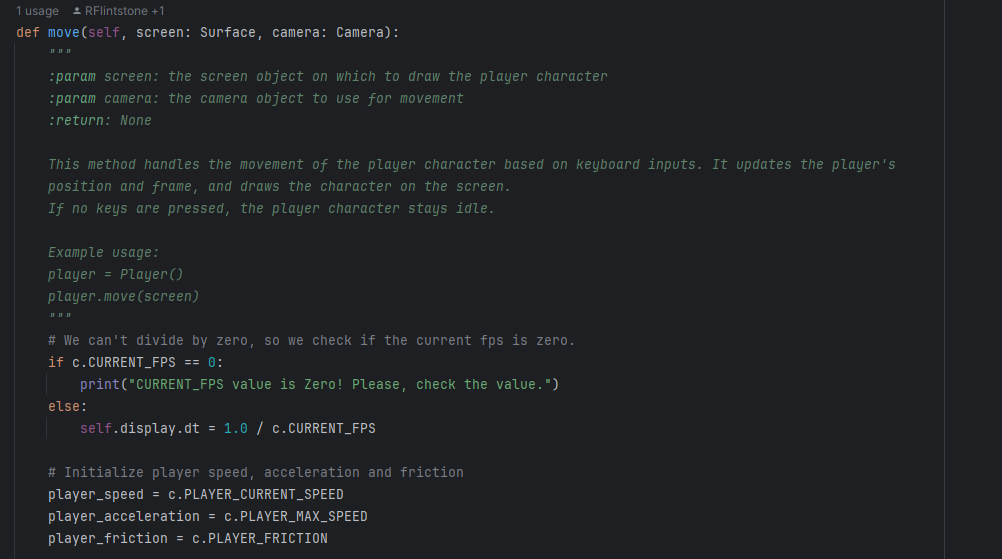 1 usage RFlintstone +1
def move(self, screen: Surface, camera: Camera):
    """
    :param screen: the screen object on which to draw the player character
    :param camera: the camera object to use for movement
    :return: None

    This method handles the movement of the player character based on keyboard inputs. It updates the player's
    position and frame, and draws the character on the screen.
    If no keys are pressed, the player character stays idle.

    Example usage:
    player = Player()
    player.move(screen)
    """
    # We can't divide by zero, so we check if the current fps is zero.
    if c.CURRENT_FPS == 0:
        print("CURRENT_FPS value is Zero! Please, check the value.")
    else:
        self.display.dt = 1.0 / c.CURRENT_FPS

    # Initialize player speed, acceleration and friction
    player_speed = c.PLAYER_CURRENT_SPEED
    player_acceleration = c.PLAYER_MAX_SPEED
    player_friction = c.PLAYER_FRICTION